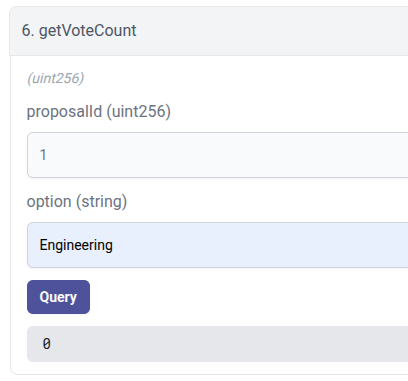 6. getVoteCount
(uint256)
proposalId (uint256)
1
option (string)
Engineering
Query
0